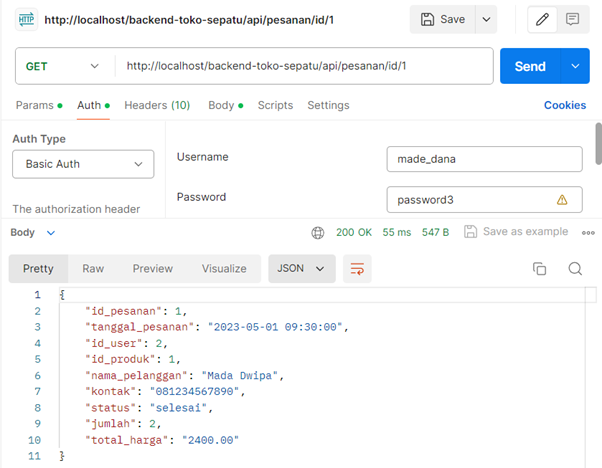 HTTP http://localhost/backend-toko-sepatu/api/pesanan/id/1 Save
GET http://localhost/backend-toko-sepatu/api/pesanan/id/1 Send
Params Auth Headers (10) Body Scripts Settings Cookies
Auth Type
Basic Auth
The authorization header
Username made_dana
Password password3
Body 200 OK 55 ms 547 B Save as example
Pretty Raw Preview Visualize JSON
1 {
2 "id_pesanan": 1,
3 "tanggal_pesanan": "2023-05-01 09:30:00",
4 "id_user": 2,
5 "id_produk": 1,
6 "nama_pelanggan": "Mada Dwipa",
7 "kontak": "081234567890",
8 "status": "selesai",
9 "jumlah": 2,
10 "total_harga": "2400.00"
11 }